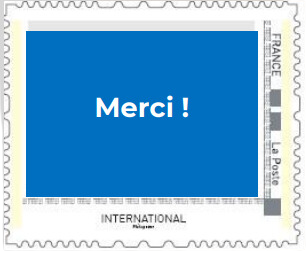 Merci !
FRANCE
La Poste
INTERNATIONAL